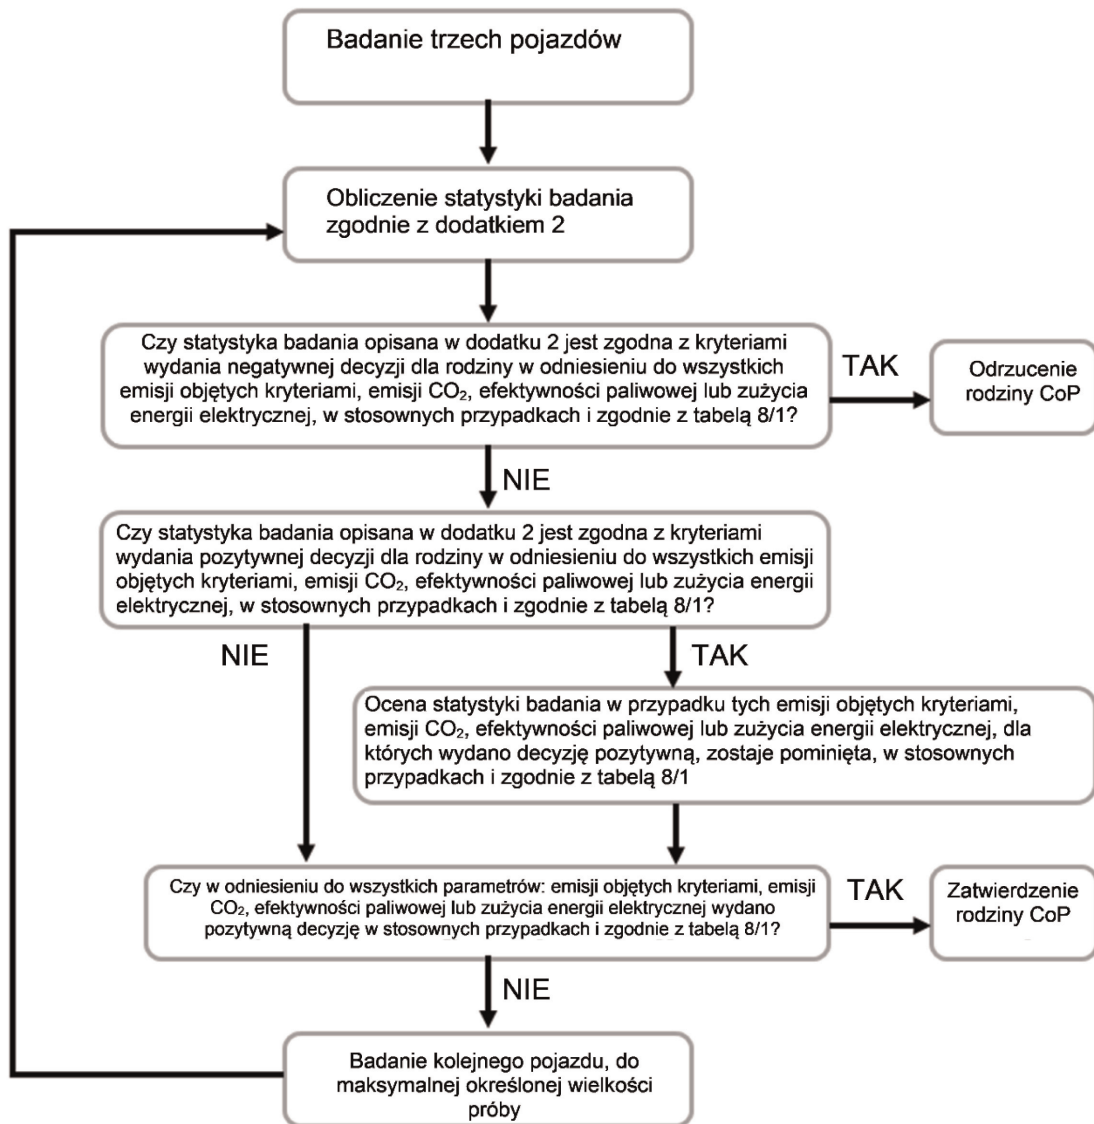 Badanie trzech pojazdów
Obliczenie statystyki badania
zgodnie z dodatkiem 2
Czy statystyka badania opisana w dodatku 2 jest zgodna z kryteriami
wydania negatywnej decyzji dla rodziny w odniesieniu do wszystkich
emisji objętych kryteriami, emisji CO₂, efektywności paliwowej lub zużycia
energii elektrycznej, w stosownych przypadkach i zgodnie z tabelą 8/1?
TAK
Odrzucenie
rodziny CoP
NIE
Czy statystyka badania opisana w dodatku 2 jest zgodna z kryteriami
wydania pozytywnej decyzji dla rodziny w odniesieniu do wszystkich emisji
objętych kryteriami, emisji CO₂, efektywności paliwowej lub zużycia energii
elektrycznej, w stosownych przypadkach i zgodnie z tabelą 8/1?
NIE
TAK
Ocena statystyki badania w przypadku tych emisji objętych kryteriami,
emisji CO₂, efektywności paliwowej lub zużycia energii elektrycznej, dla
których wydano decyzję pozytywną, zostaje pominięta, w stosownych
przypadkach i zgodnie z tabelą 8/1
Czy w odniesieniu do wszystkich parametrów: emisji objętych kryteriami, emisji
CO₂, efektywności paliwowej lub zużycia energii elektrycznej wydano
pozytywną decyzję w stosownych przypadkach i zgodnie z tabelą 8/1?
TAK
Zatwierdzenie
rodziny CoP
NIE
Badanie kolejnego pojazdu, do
maksymalnej określonej wielkości
próby